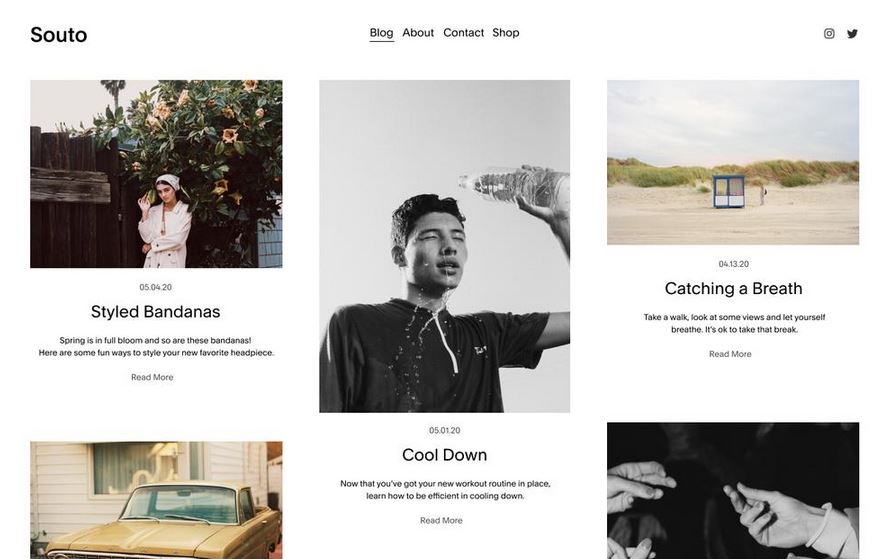 Souto
Blog About Contact Shop
05.04.20
Styled Bandanas
Spring is in full bloom and so are these bandanas!
Here are some fun ways to style your new favorite headpiece.
Read More
05.01.20
Cool Down
Now that you've got your new workout routine in place,
learn how to be efficient in cooling down.
Read More
04.13.20
Catching a Breath
Take a walk, look at some views and let yourself
breathe. It's ok to take that break.
Read More